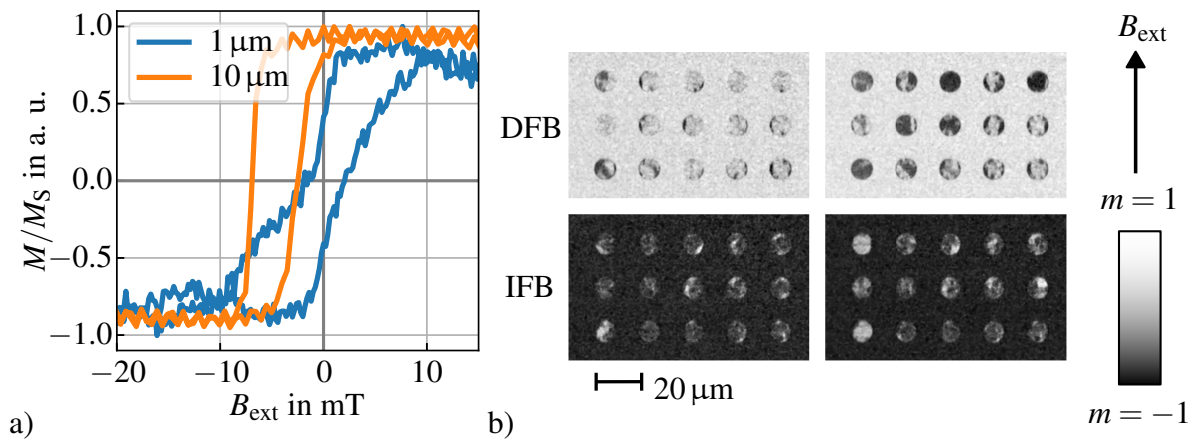 1.0
0.5
0.0
−0.5
−1.0
M/M_S in a. u.
1 μm
10 μm
−20
−10
0
10
B_ext in mT
a)
DFB
IFB
20 μm
b)
B_ext
m = 1
m = −1